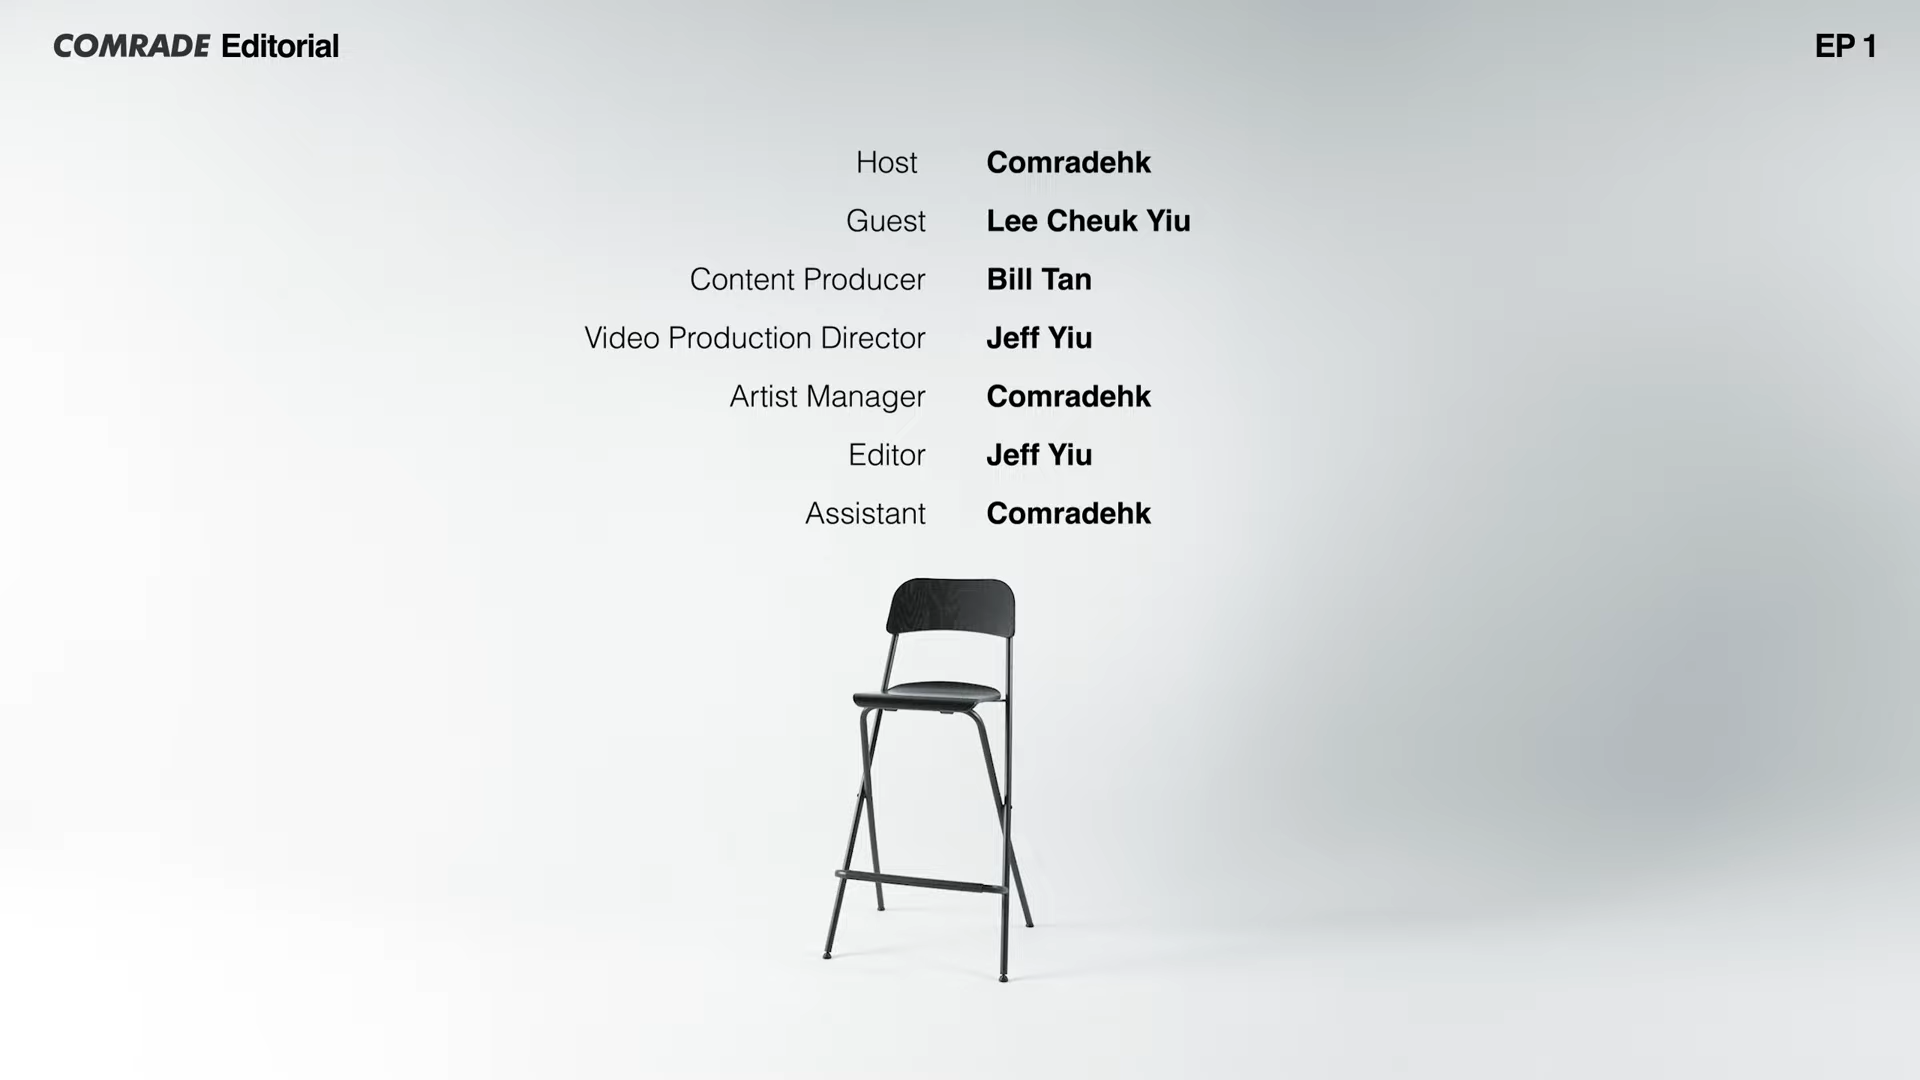 COMRADE Editorial
EP 1
Host Comradehk
Guest Lee Cheuk Yiu
Content Producer Bill Tan
Video Production Director Jeff Yiu
Artist Manager Comradehk
Editor Jeff Yiu
Assistant Comradehk